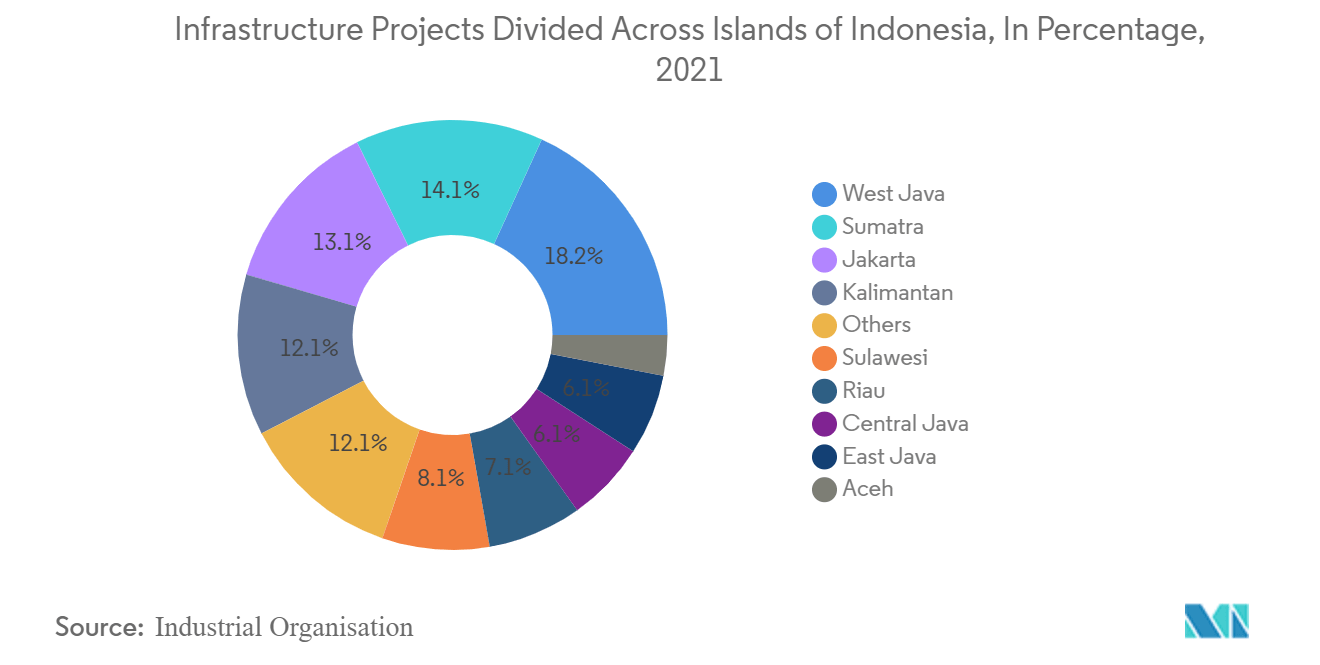 Infrastructure Projects Divided Across Islands of Indonesia, In Percentage,
2021
14.1%
18.2%
13.1%
12.1%
12.1%
8.1%
7.1%
6.1%
6.1%
West Java
Sumatra
Jakarta
Kalimantan
Others
Sulawesi
Riau
Central Java
East Java
Aceh
Source: Industrial Organisation